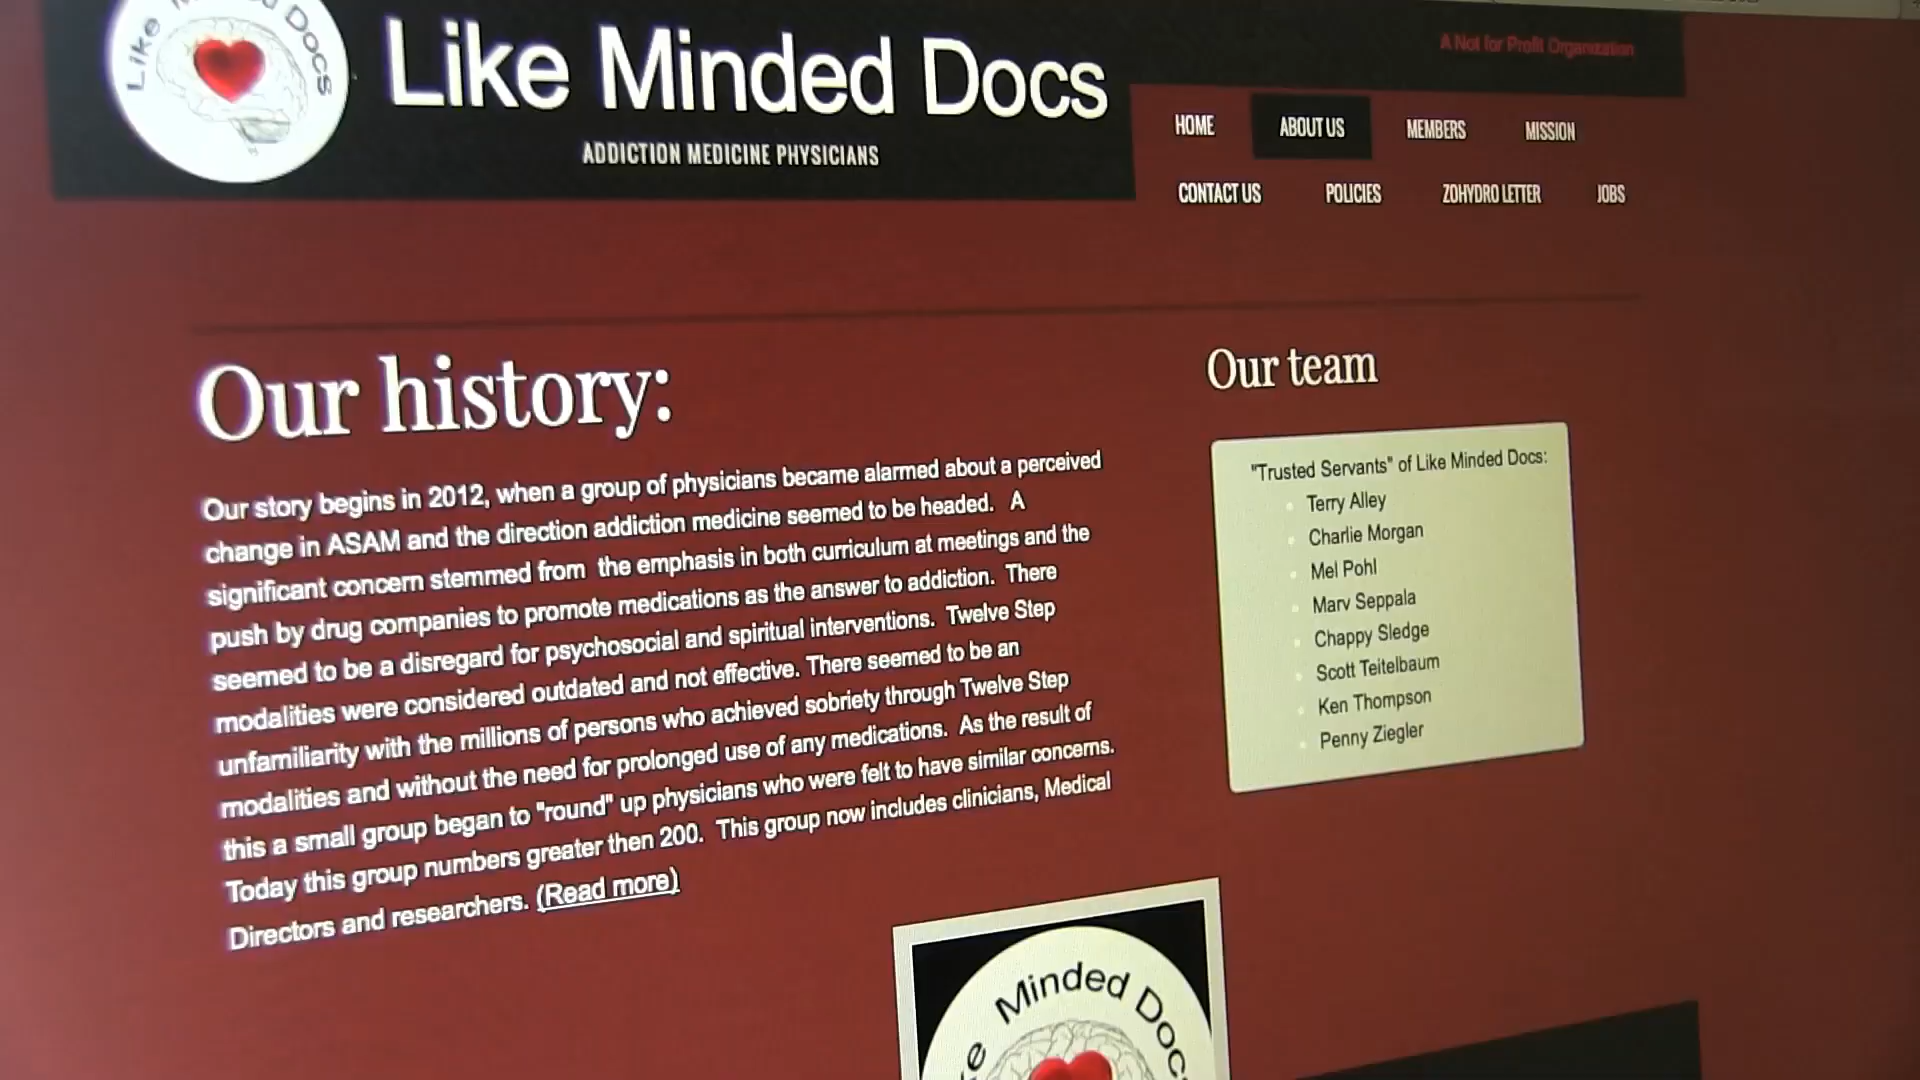 Like Docs
Like Minded Docs
ADDICTION MEDICINE PHYSICIANS
A Not for Profit Organization
HOME ABOUT US MEMBERS MISSION
CONTACT US POLICIES ZOHYDRO LETTER JOBS
Our history:
Our story begins in 2012, when a group of physicians became alarmed about a perceived
change in ASAM and the direction addiction medicine seemed to be headed. A
significant concern stemmed from the emphasis in both curriculum at meetings and the
push by drug companies to promote medications as the answer to addiction. There
seemed to be a disregard for psychosocial and spiritual interventions. Twelve Step
modalities were considered outdated and not effective. There seemed to be an
unfamiliarity with the millions of persons who achieved sobriety through Twelve Step
modalities and without the need for prolonged use of any medications. As the result of
this a small group began to "round" up physicians who were felt to have similar concerns.
Today this group numbers greater then 200. This group now includes clinicians, Medical
Directors and researchers. (Read more)
Our team
"Trusted Servants" of Like Minded Docs:
Terry Alley
Charlie Morgan
Mel Pohl
Marv Seppala
Chappy Sledge
Scott Teitelbaum
Ken Thompson
Penny Ziegler
Minded Docs